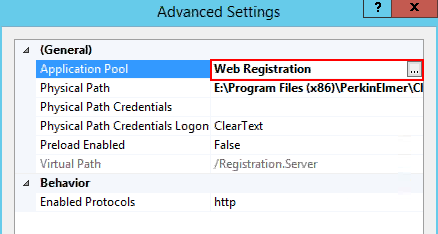 Advanced Settings
? x
(General)
Application Pool Web Registration ...
Physical Path E:\Program Files (x86)\PerkinElmer\Cl
Physical Path Credentials
Physical Path Credentials Logon ClearText
Preload Enabled False
Virtual Path /Registration.Server
Behavior
Enabled Protocols http